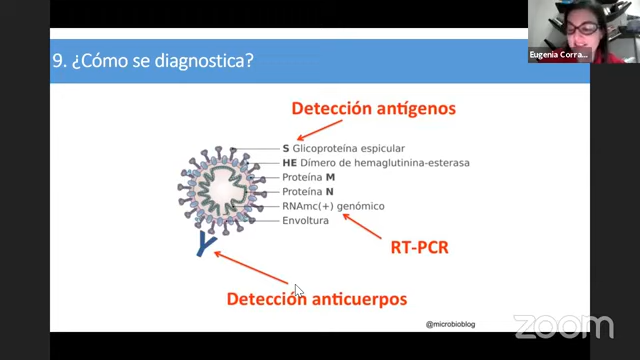 9. ¿Cómo se diagnostica?
Eugenia Corra...
Detección antígenos
S Glicoproteína espicular
HE Dímero de hemaglutinina-esterasa
Proteína M
Proteína N
RNAmc(+) genómico
Envoltura
RT-PCR
Detección anticuerpos
@microbioblog
zoom